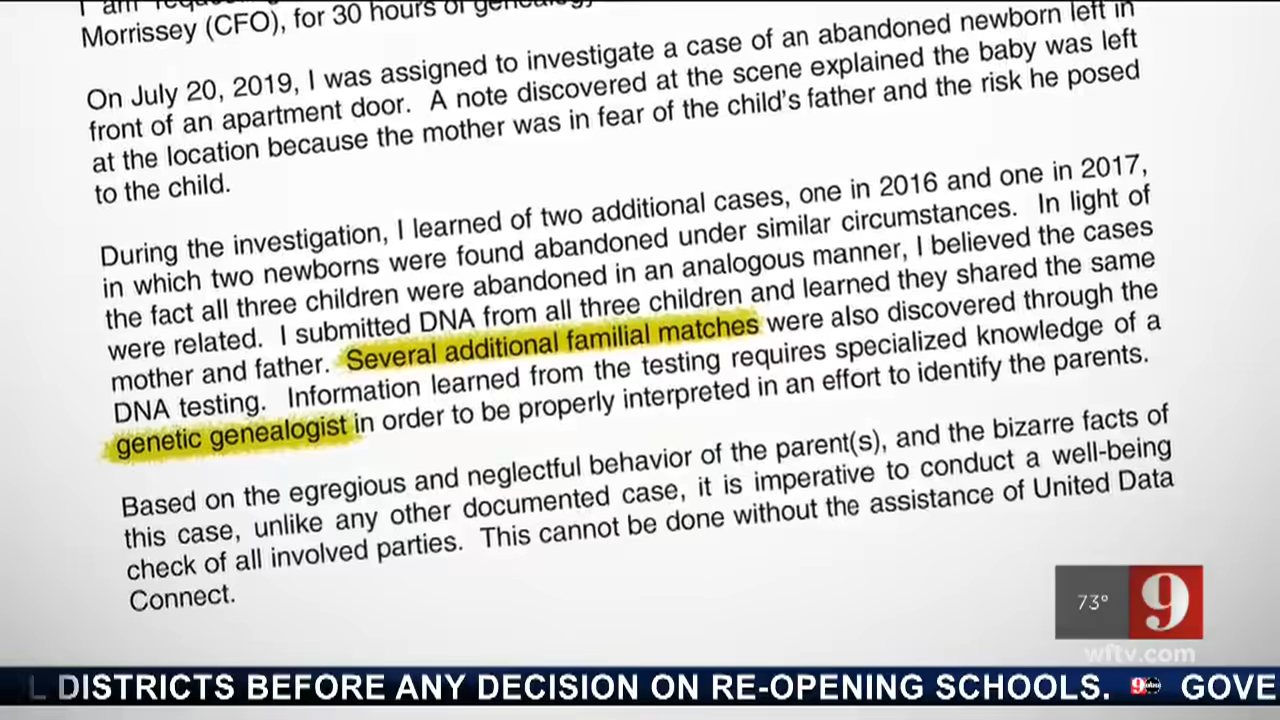 I am
Morrissey (CFO), for 30 hours of
On July 20, 2019, I was assigned to investigate a case of an abandoned newborn left in
front of an apartment door. A note discovered at the scene explained the baby was left
at the location because the mother was in fear of the child's father and the risk he posed
to the child.
During the investigation, I learned of two additional cases, one in 2016 and one in 2017,
in which two newborns were found abandoned under similar circumstances. In light of
the fact all three children were abandoned in an analogous manner, I believed the cases
were related. I submitted DNA from all three children and learned they shared the same
mother and father. Several additional familial matches were also discovered through the
DNA testing. Information learned from the testing requires specialized knowledge of a
genetic genealogist in order to be properly interpreted in an effort to identify the parents.
Based on the egregious and neglectful behavior of the parent(s), and the bizarre facts of
this case, unlike any other documented case, it is imperative to conduct a well-being
check of all involved parties. This cannot be done without the assistance of United Data
Connect.
73° 9
wftv.com
L DISTRICTS BEFORE ANY DECISION ON RE-OPENING SCHOOLS. 9 abc GOVE